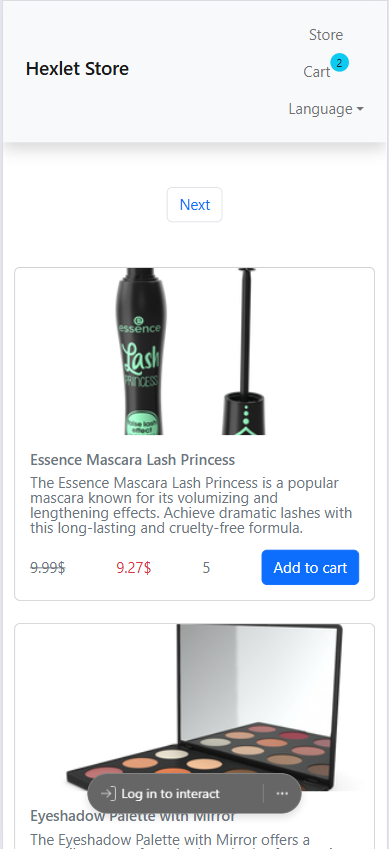 Store
Hexlet Store
Cart 2
Language
Next
essence
Lash
PRINCESS
false lash
effect
Essence Mascara Lash Princess
The Essence Mascara Lash Princess is a popular
mascara known for its volumizing and
lengthening effects. Achieve dramatic lashes with
this long-lasting and cruelty-free formula.
9.99$ 9.27$ 5 Add to cart
Log in to interact
Eyeshadow Palette with Mirror
The Eyeshadow Palette with Mirror offers a